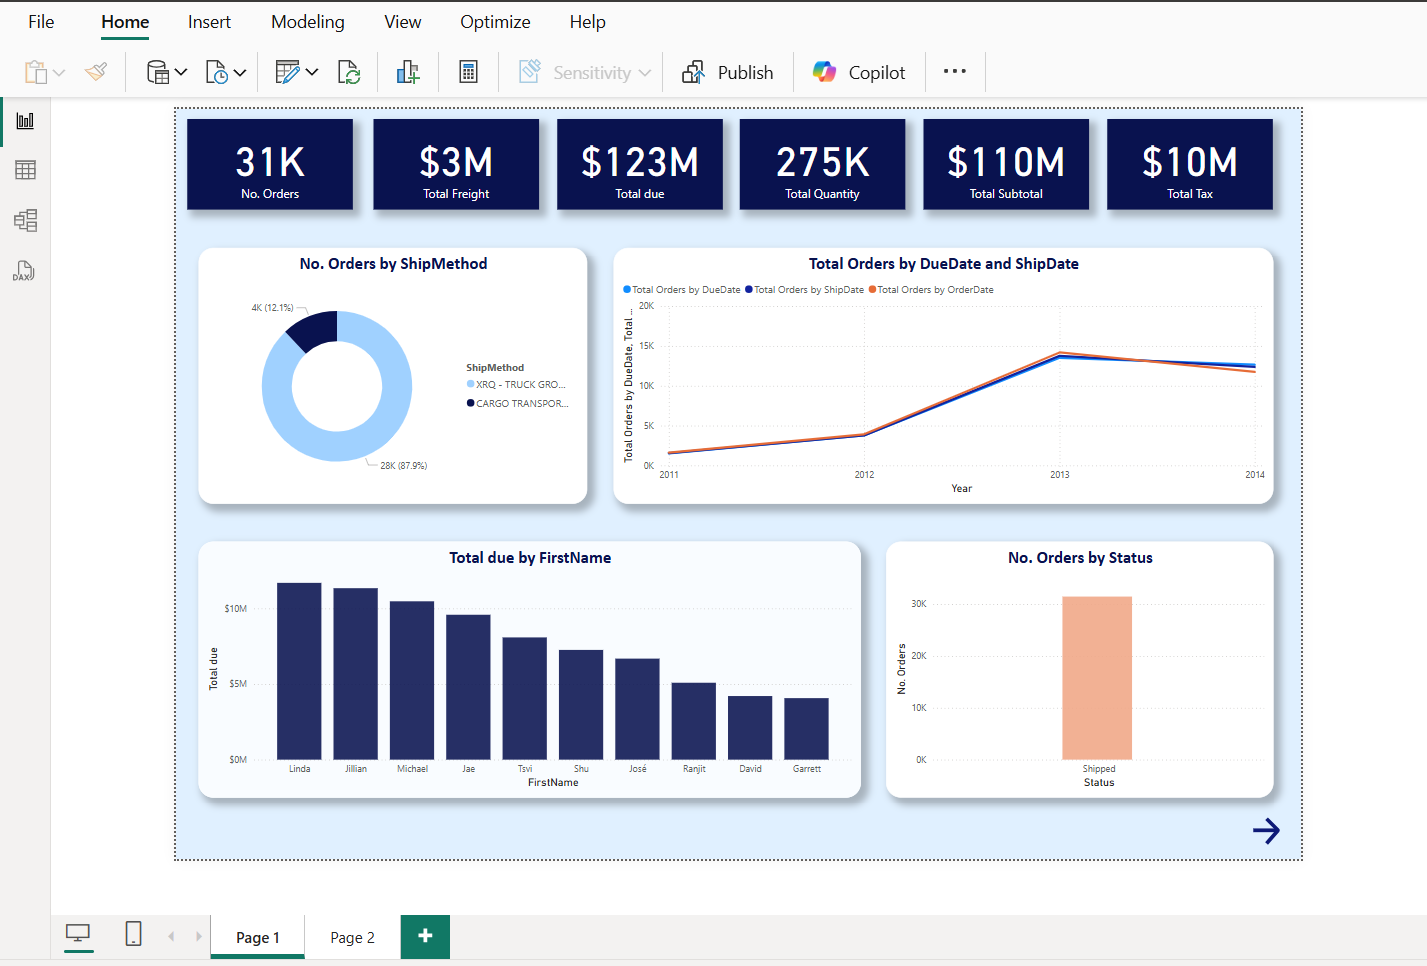 File Home Insert Modeling View Optimize Help
Sensitivity Publish Copilot
DAX
31K
No. Orders
$3M
Total Freight
$123M
Total due
275K
Total Quantity
$110M
Total Subtotal
$10M
Total Tax
No. Orders by ShipMethod
4K (12.1%)
28K (87.9%)
ShipMethod
XRQ - TRUCK GRO...
CARGO TRANSPOR...
Total Orders by DueDate and ShipDate
Total Orders by DueDate Total Orders by ShipDate Total Orders by OrderDate
Total Orders by DueDate, Total ...
20K
15K
10K
5K
0K
2011 2012 2013 2014
Year
Total due by FirstName
Total due
$10M
$5M
$0M
Linda Jillian Michael Jae Tsvi Shu José Ranjit David Garrett
FirstName
No. Orders by Status
No. Orders
30K
20K
10K
0K
Shipped
Status
Page 1 Page 2 +